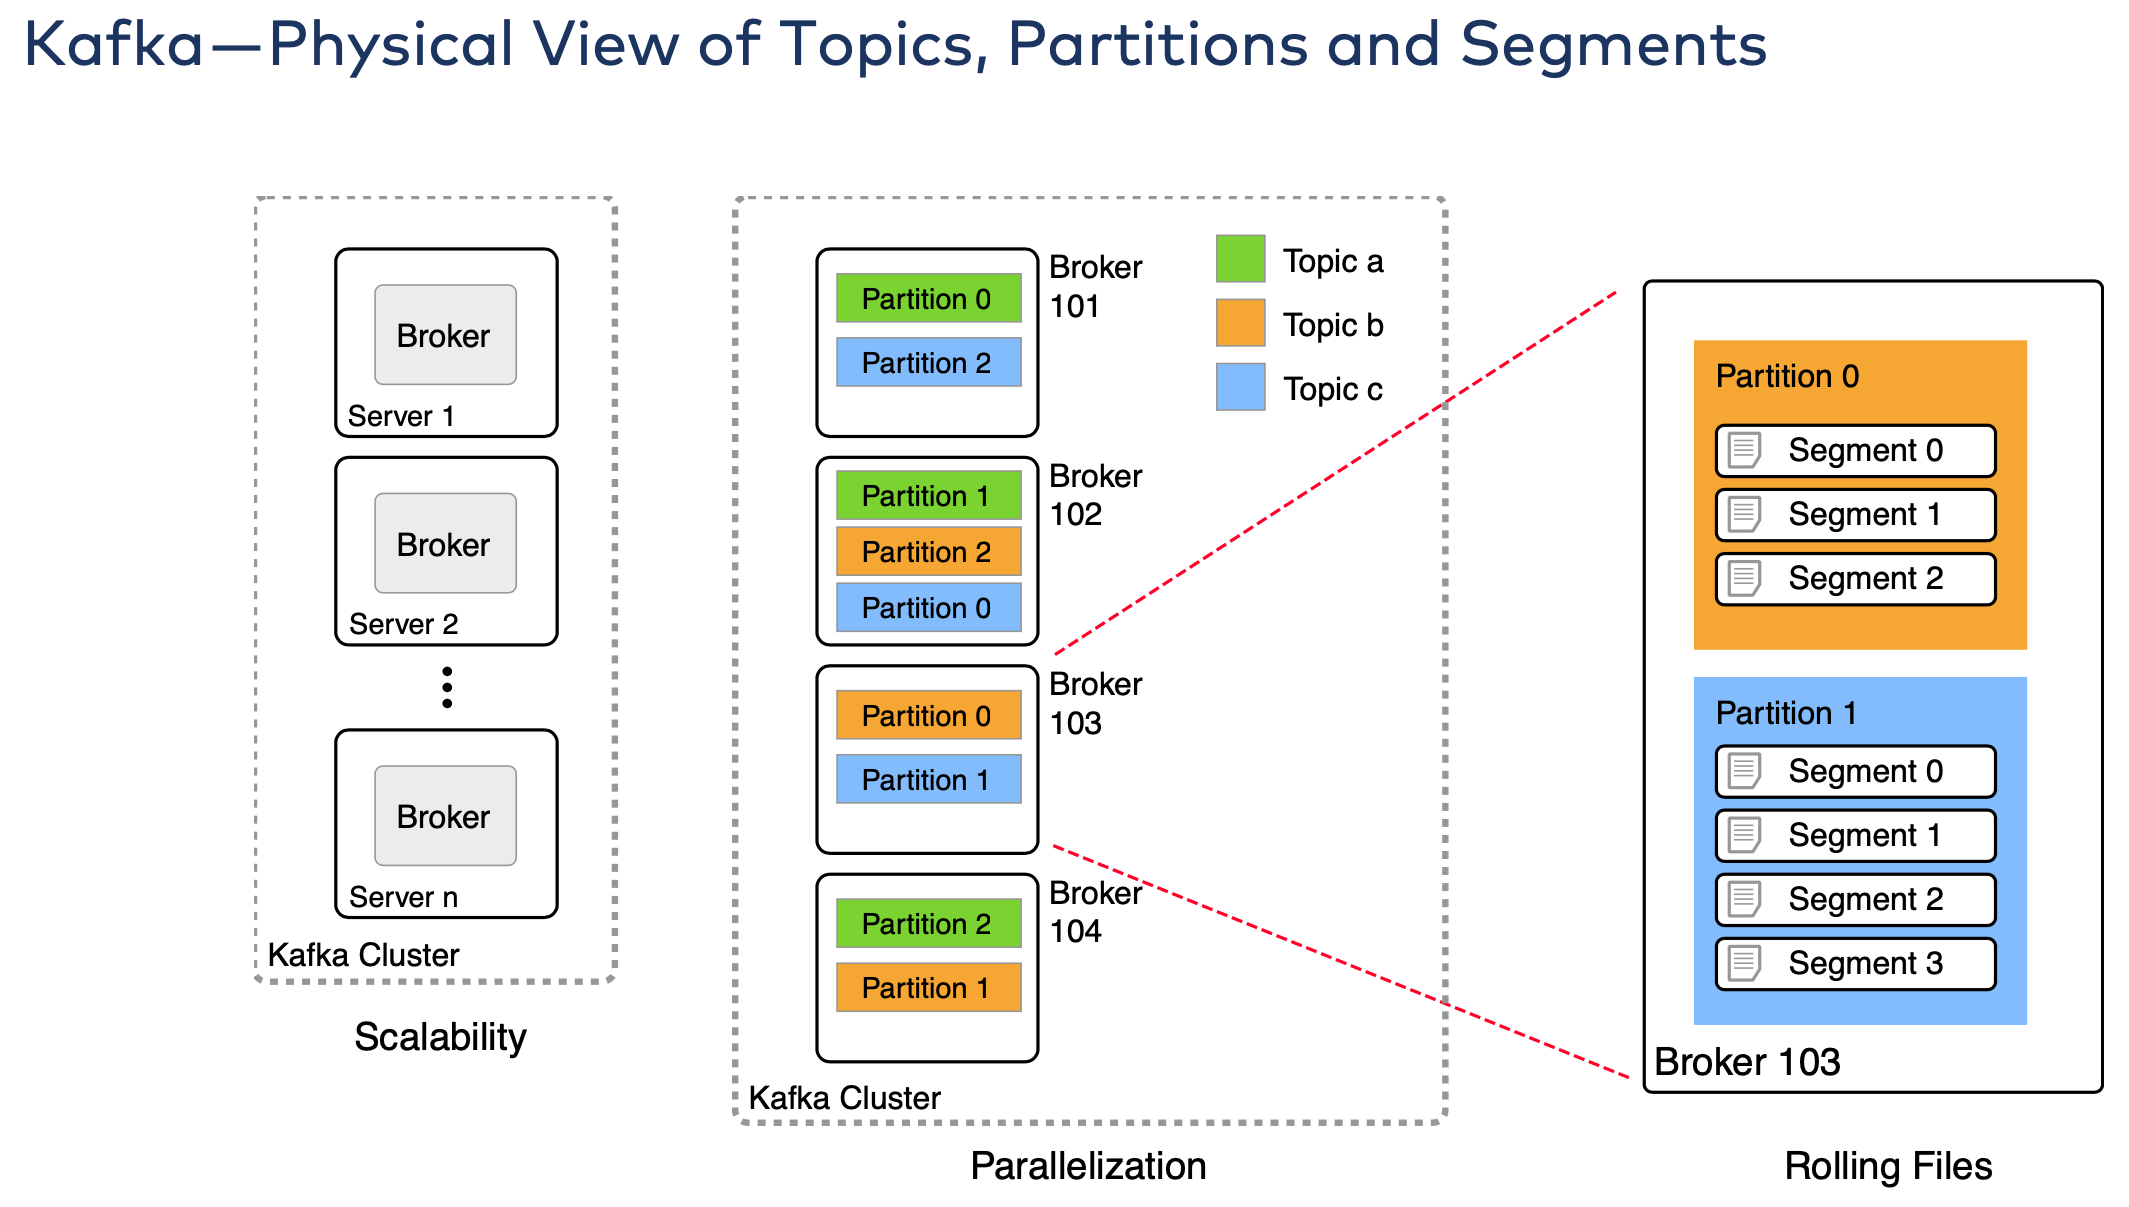 Kafka—Physical View of Topics, Partitions and Segments
Broker
Server 1
Broker
Server 2
Broker
Server n
Kafka Cluster
Scalability
Partition 0
Partition 2
Broker
101
Partition 1
Partition 2
Partition 0
Broker
102
Partition 0
Partition 1
Broker
103
Partition 2
Partition 1
Broker
104
Topic a
Topic b
Topic c
Kafka Cluster
Parallelization
Partition 0
Segment 0
Segment 1
Segment 2
Partition 1
Segment 0
Segment 1
Segment 2
Segment 3
Broker 103
Rolling Files